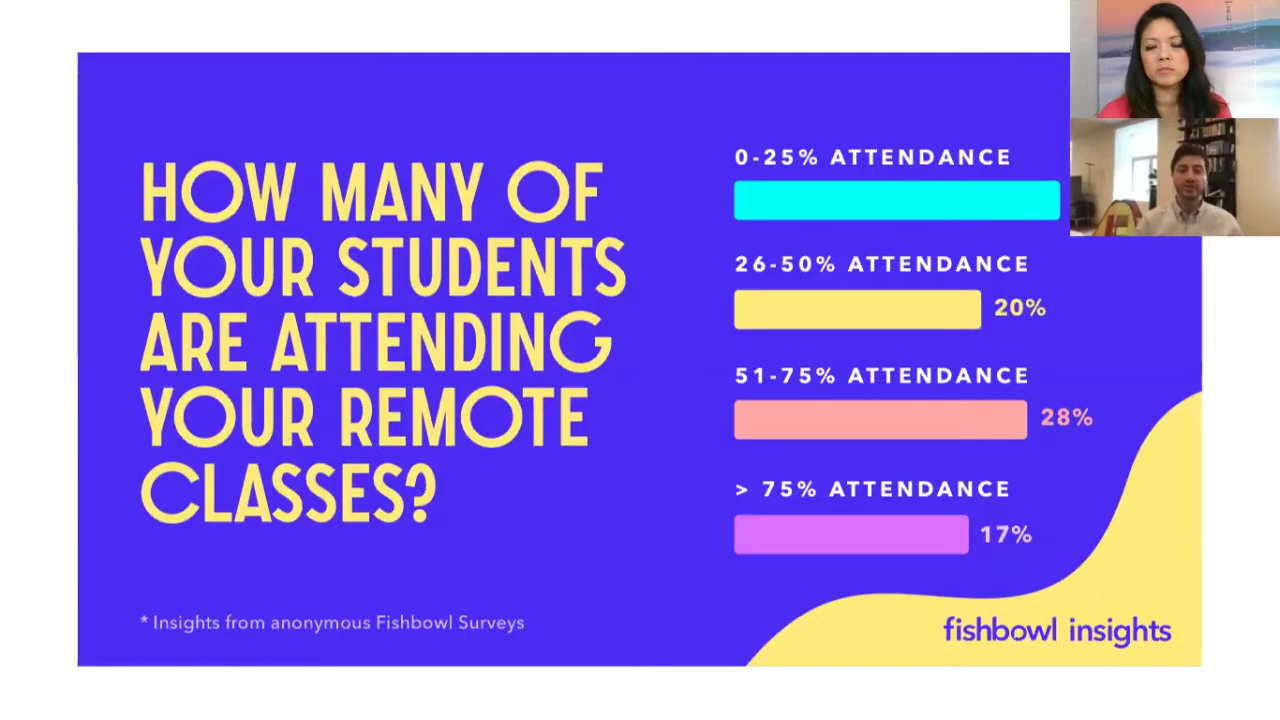 HOW MANY OF
YOUR STUDENTS
ARE ATTENDING
YOUR REMOTE
CLASSES?
* Insights from anonymous Fishbowl Surveys
0-25% ATTENDANCE
26-50% ATTENDANCE
20%
51-75% ATTENDANCE
28%
> 75% ATTENDANCE
17%
fishbowl insights